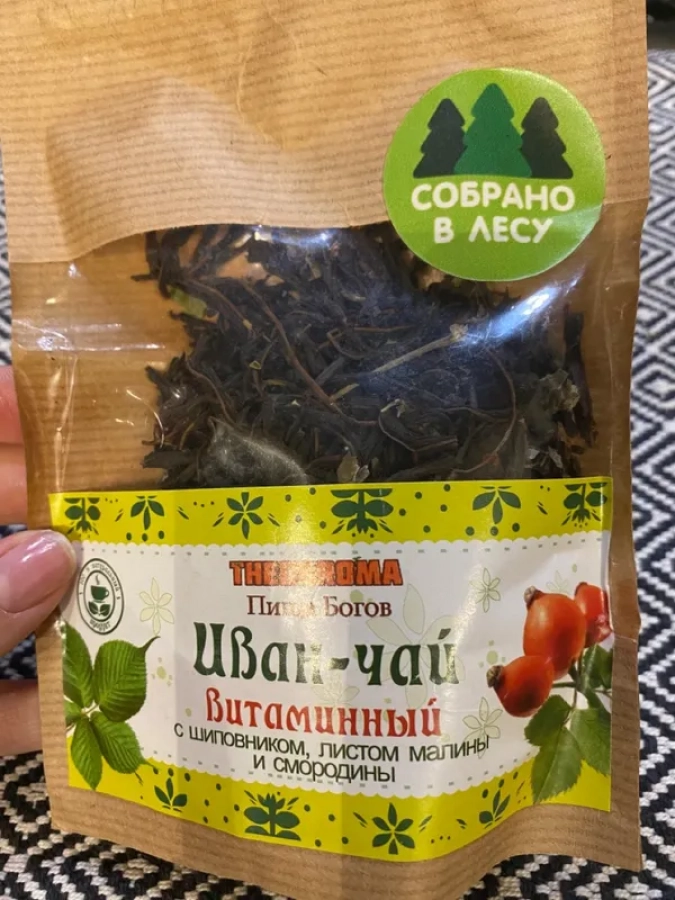 СОБРАНО
В ЛЕСУ
Пища Богов
Иван-чай
Витаминный
с шиповником, листом малины
и смородины